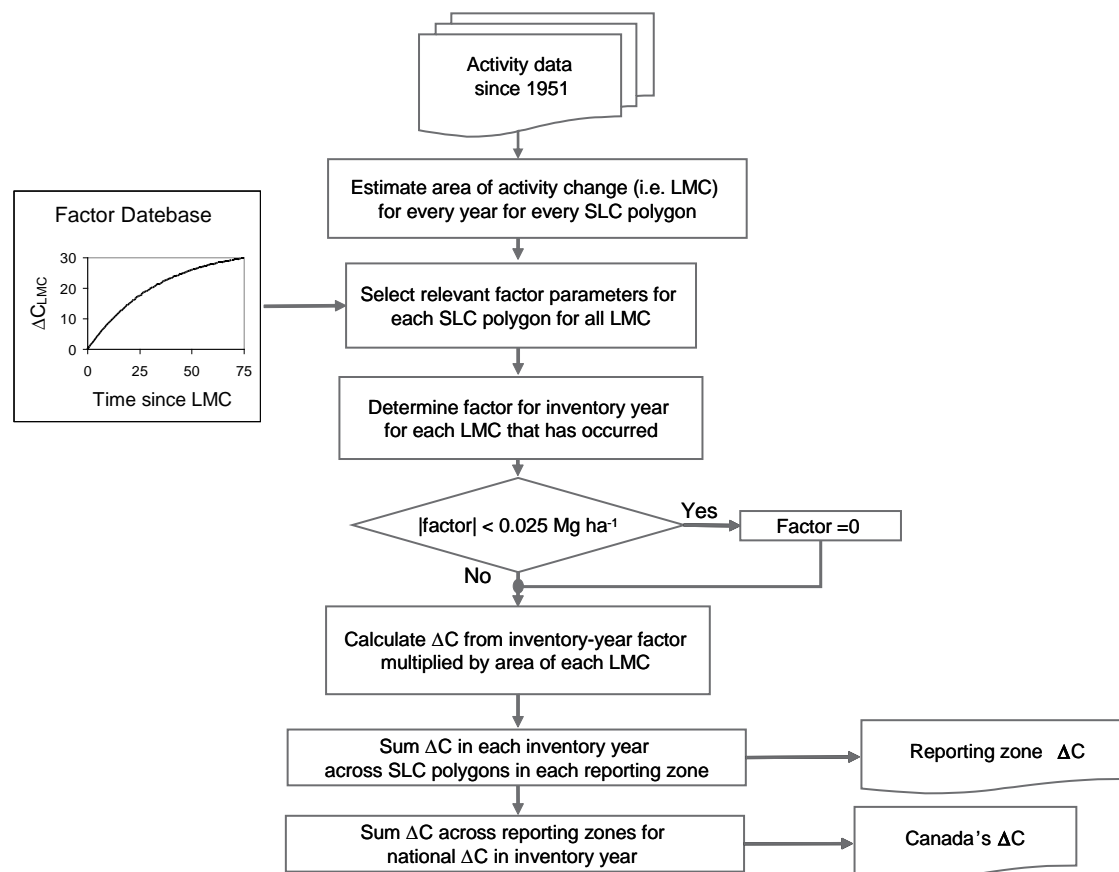 Activity data
since 1951
Estimate area of activity change (i.e. LMC)
for every year for every SLC polygon
Factor Datebase
30
20
10
0
ΔCLMC
0 25 50 75
Time since LMC
Select relevant factor parameters for
each SLC polygon for all LMC
Determine factor for inventory year
for each LMC that has occurred
|factor| < 0.025 Mg ha-1
Yes
Factor =0
No
Calculate ΔC from inventory-year factor
multiplied by area of each LMC
Sum ΔC in each inventory year
across SLC polygons in each reporting zone
Reporting zone ΔC
Sum ΔC across reporting zones for
national ΔC in inventory year
Canada's ΔC